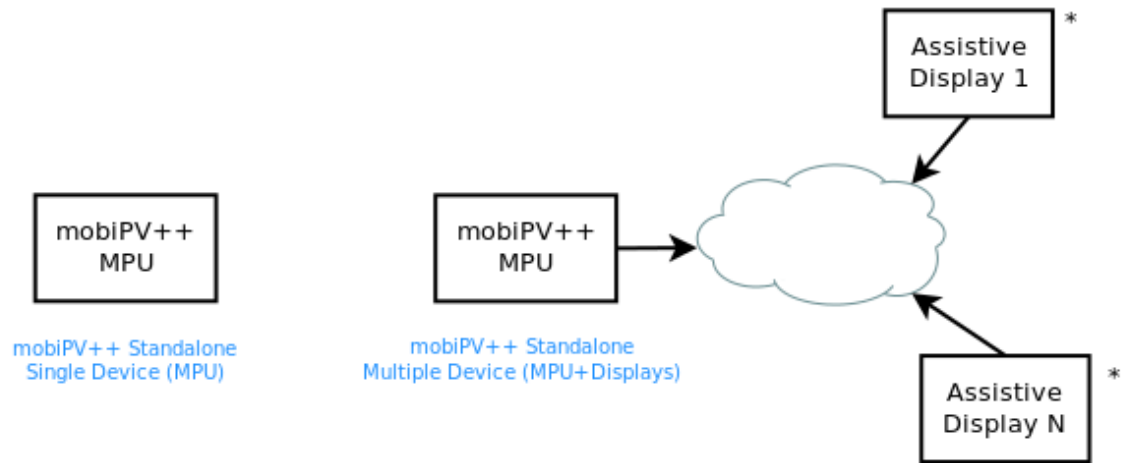 mobiPV++
MPU
mobiPV++ Standalone
Single Device (MPU)
mobiPV++
MPU
mobiPV++ Standalone
Multiple Device (MPU+Displays)
Assistive
Display 1
*
Assistive
Display N
*